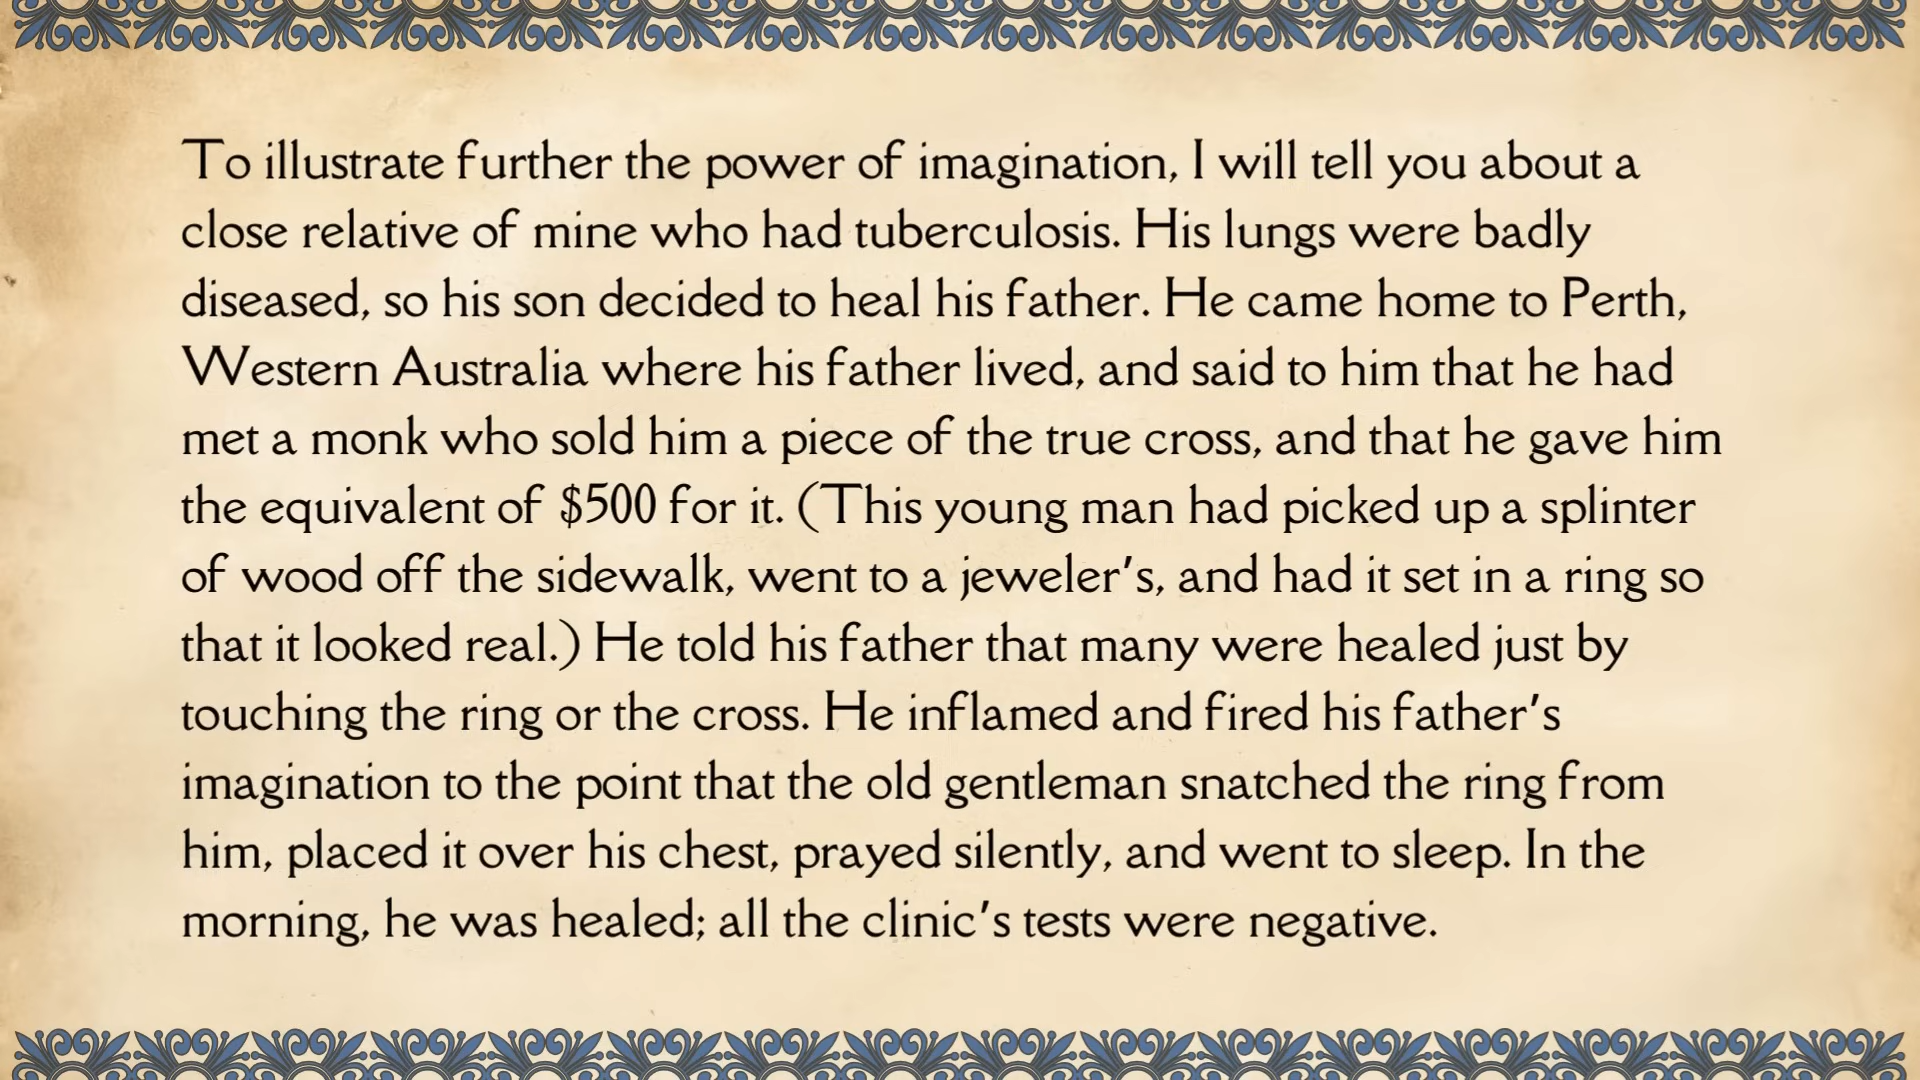 To illustrate further the power of imagination, I will tell you about a
close relative of mine who had tuberculosis. His lungs were badly
diseased, so his son decided to heal his father. He came home to Perth,
Western Australia where his father lived, and said to him that he had
met a monk who sold him a piece of the true cross, and that he gave him
the equivalent of $500 for it. (This young man had picked up a splinter
of wood off the sidewalk, went to a jeweler's, and had it set in a ring so
that it looked real.) He told his father that many were healed just by
touching the ring or the cross. He inflamed and fired his father's
imagination to the point that the old gentleman snatched the ring from
him, placed it over his chest, prayed silently, and went to sleep. In the
morning, he was healed; all the clinic's tests were negative.